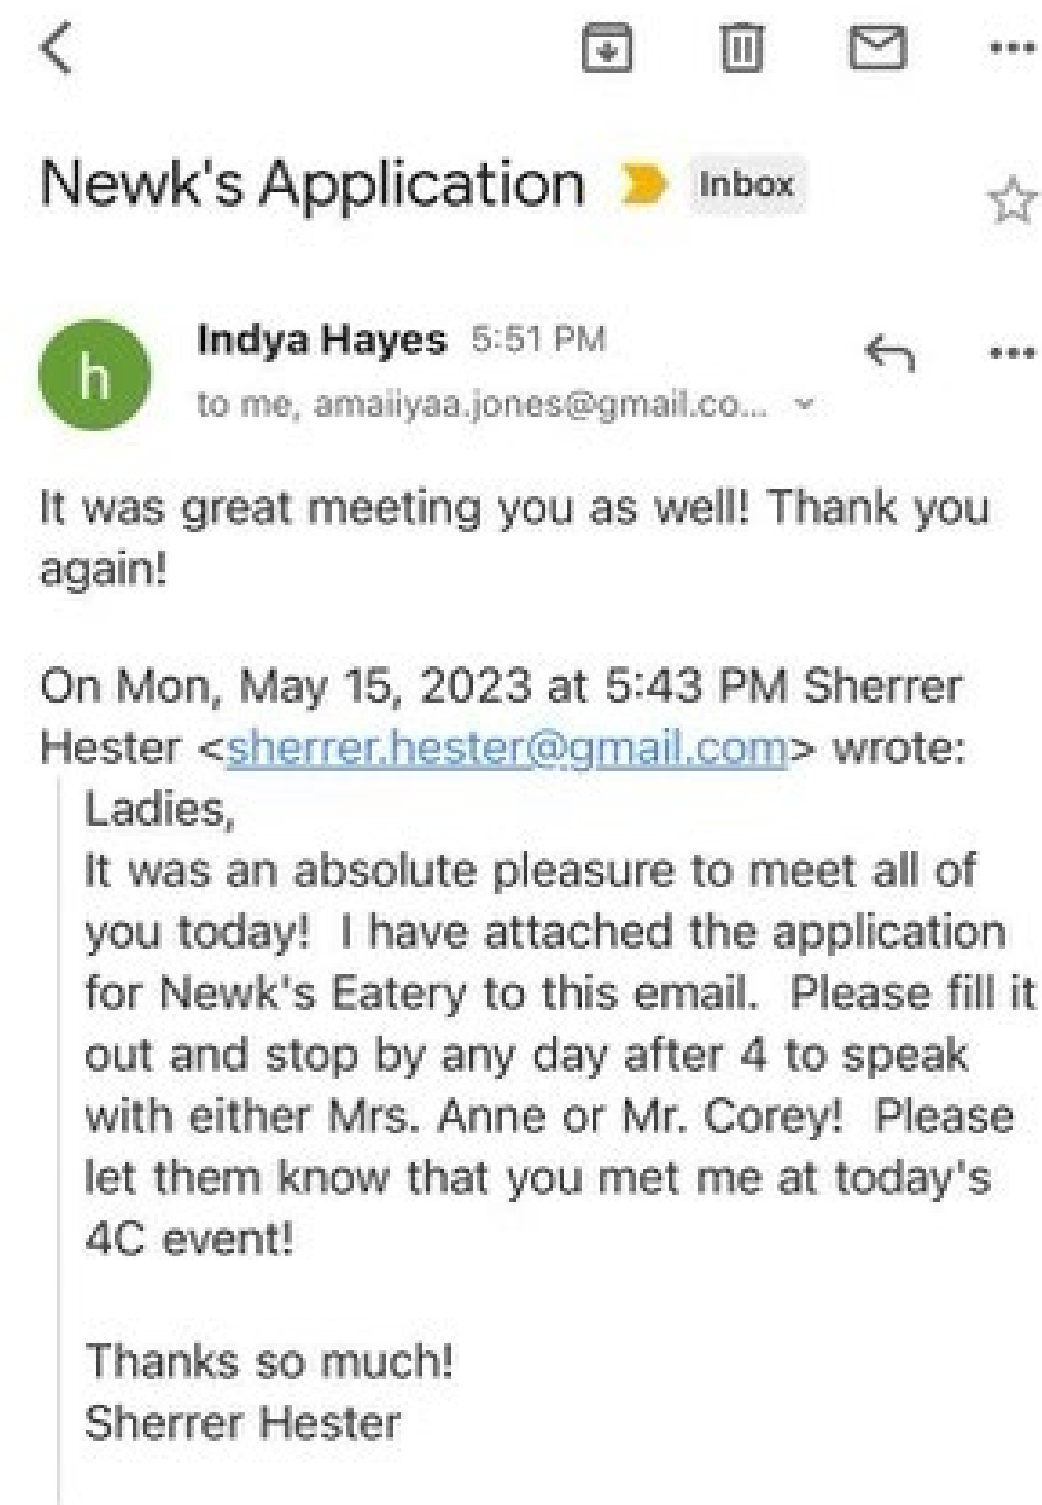 Newk's Application Inbox
h
Indya Hayes 5:51 PM
to me, amaiiyaa.jones@gmail.co...
It was great meeting you as well! Thank you
again!
On Mon, May 15, 2023 at 5:43 PM Sherrer
Hester <sherrer.hester@gmail.com> wrote:
Ladies,
It was an absolute pleasure to meet all of
you today!  I have attached the application
for Newk's Eatery to this email.  Please fill it
out and stop by any day after 4 to speak
with either Mrs. Anne or Mr. Corey!  Please
let them know that you met me at today's
4C event!
Thanks so much!
Sherrer Hester